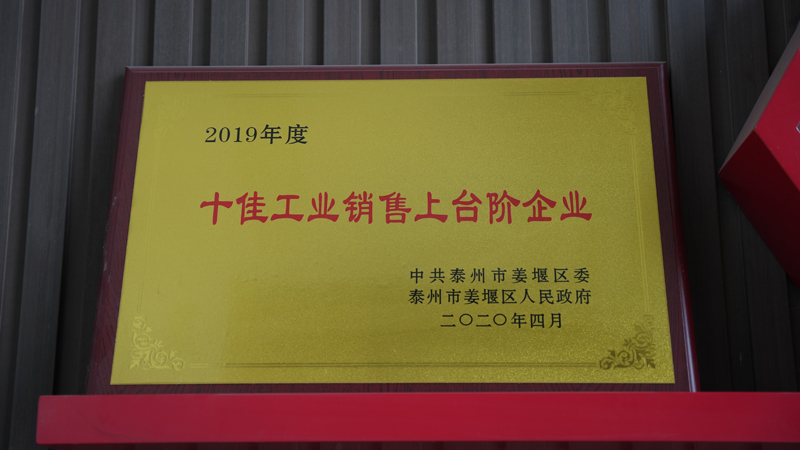 2019年度
十佳工业销售上台阶企业
中共泰州市姜堰区委
泰州市姜堰区人民政府
二〇二〇年四月